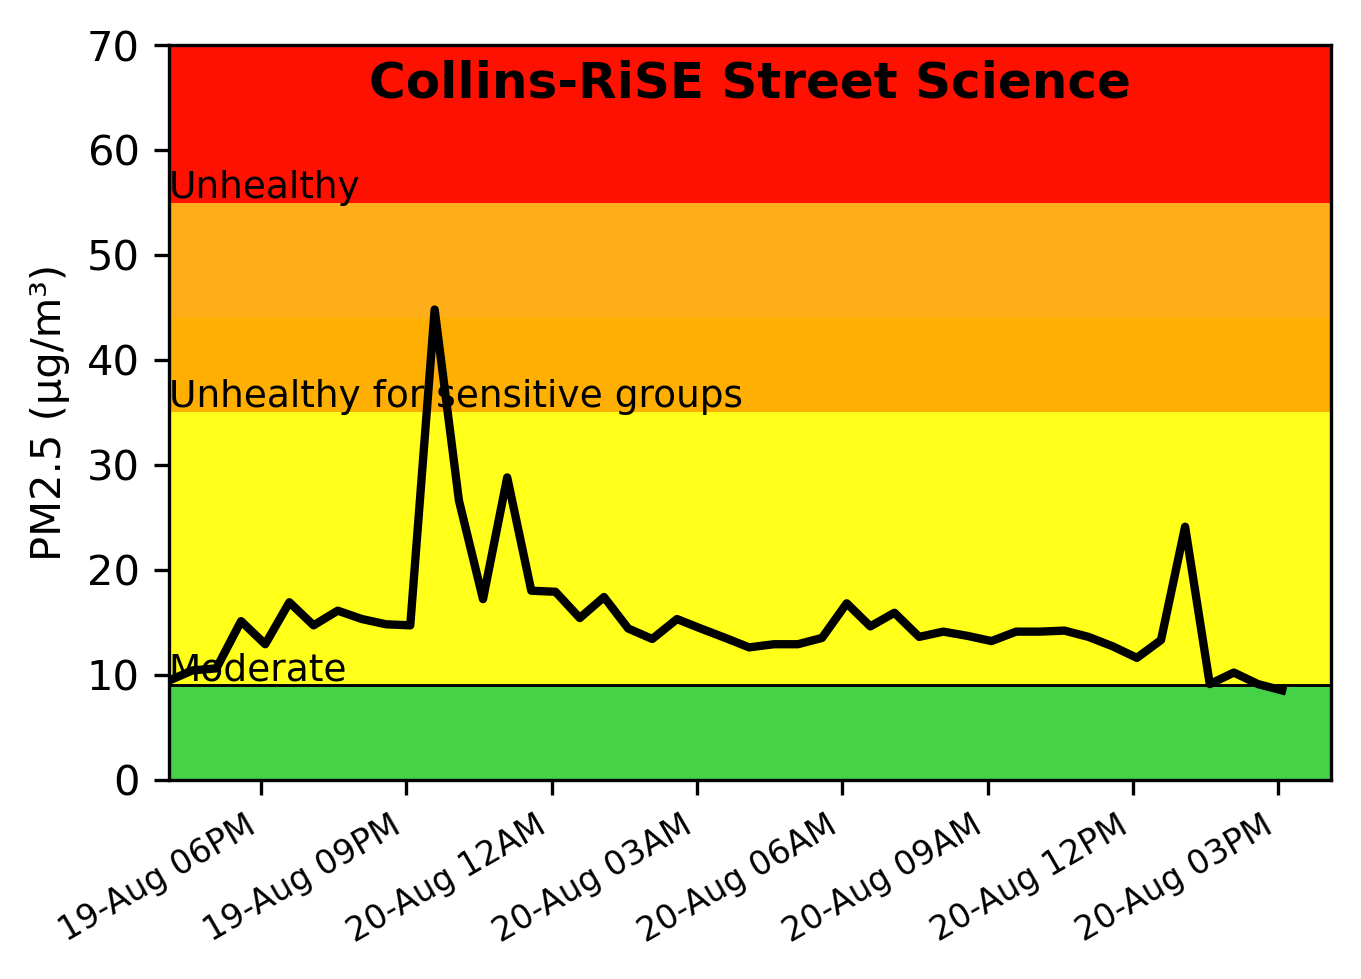 Collins-RiSE Street Science
70
60
50
40
30
20
10
0
PM2.5 (µg/m³)
Unhealthy
Unhealthy for sensitive groups
Moderate
19-Aug 06PM
19-Aug 09PM
20-Aug 12AM
20-Aug 03AM
20-Aug 06AM
20-Aug 09AM
20-Aug 12PM
20-Aug 03PM